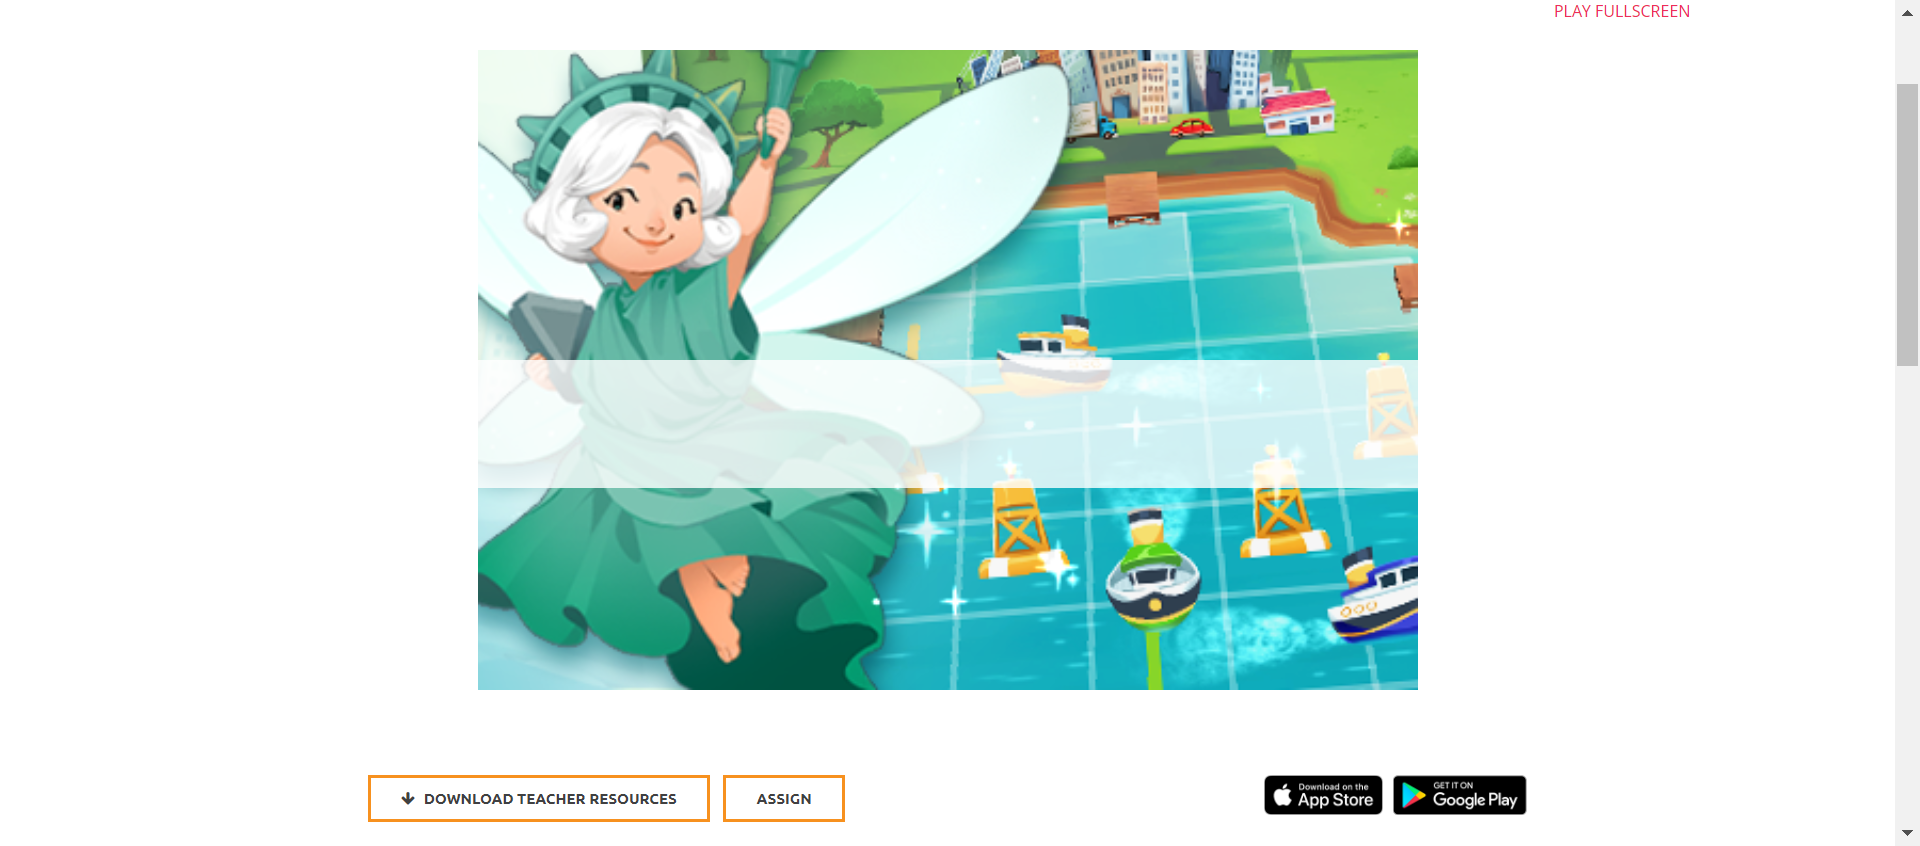 PLAY FULLSCREEN
DOWNLOAD TEACHER RESOURCES
ASSIGN
Download on the
App Store
GET IT ON
Google Play